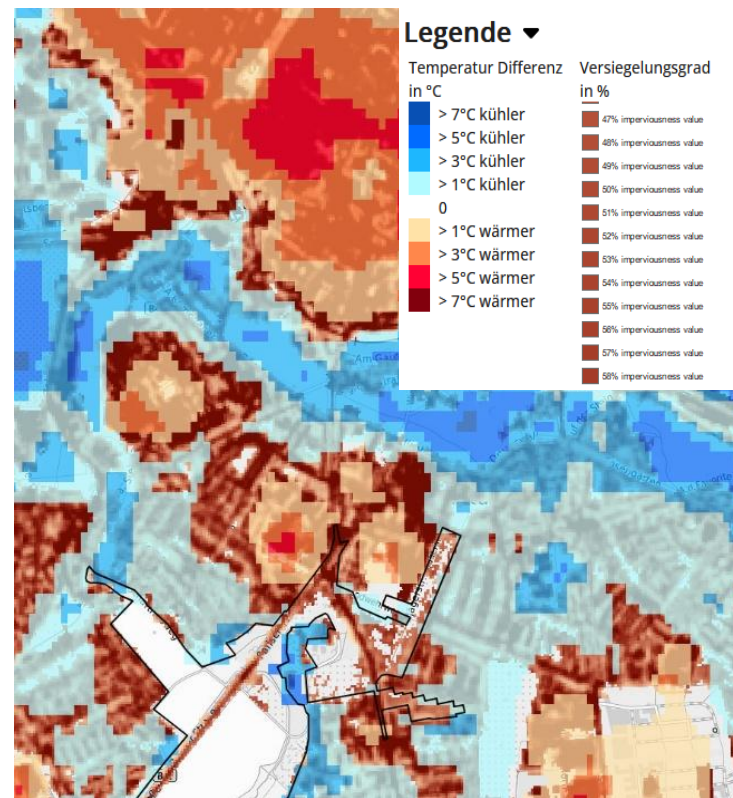 Legende
Temperatur Differenz
in °C
> 7°C kühler
> 5°C kühler
> 3°C kühler
> 1°C kühler
0
> 1°C wärmer
> 3°C wärmer
> 5°C wärmer
> 7°C wärmer
Versiegelungsgrad
in %
47% imperviousness value
48% imperviousness value
49% imperviousness value
50% imperviousness value
51% imperviousness value
52% imperviousness value
53% imperviousness value
54% imperviousness value
55% imperviousness value
56% imperviousness value
57% imperviousness value
58% imperviousness value
Favorite
B